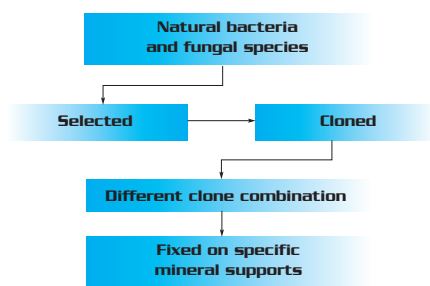 Natural bacteria
and fungal species
Selected
Cloned
Different clone combination
Fixed on specific
mineral supports